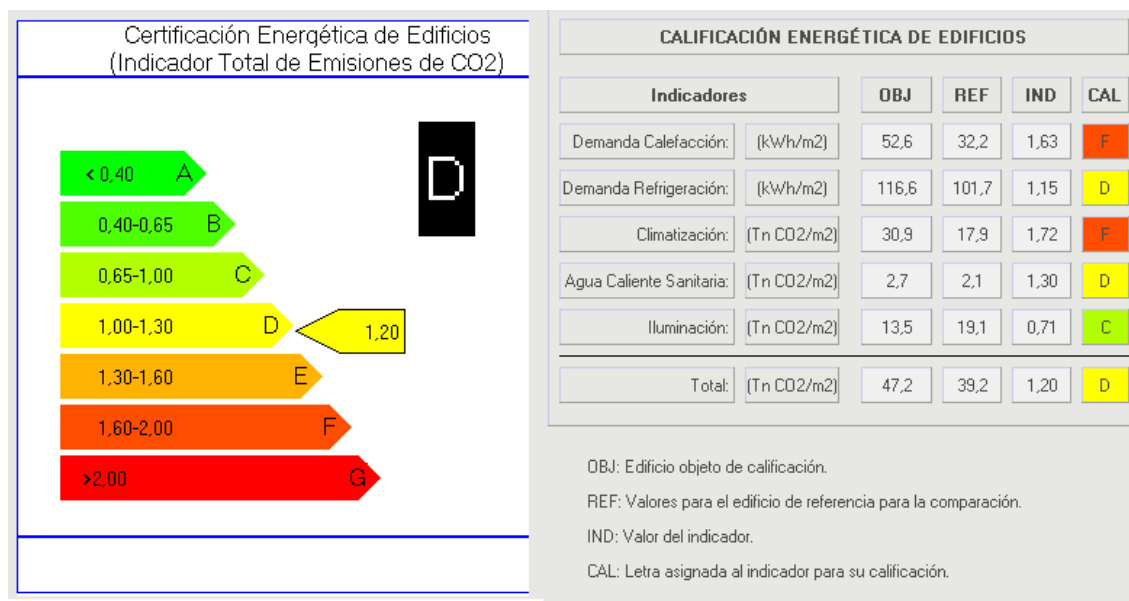 Certificación Energética de Edificios
(Indicador Total de Emisiones de CO2)
D
< 0,40 A
0,40-0,65 B
0,65-1,00 C
1,00-1,30 D
1,20
1,30-1,60 E
1,60-2,00 F
>2,00 G
CALIFICACIÓN ENERGÉTICA DE EDIFICIOS
Indicadores OBJ REF IND CAL
Demanda Calefacción: (kWh/m2) 52,6 32,2 1,63 F
Demanda Refrigeración: (kWh/m2) 116,6 101,7 1,15 D
Climatización: (Tn CO2/m2) 30,9 17,9 1,72 F
Agua Caliente Sanitaria: (Tn CO2/m2) 2,7 2,1 1,30 D
Iluminación: (Tn CO2/m2) 13,5 19,1 0,71 C
Total: (Tn CO2/m2) 47,2 39,2 1,20 D
OBJ: Edificio objeto de calificación.
REF: Valores para el edificio de referencia para la comparación.
IND: Valor del indicador.
CAL: Letra asignada al indicador para su calificación.